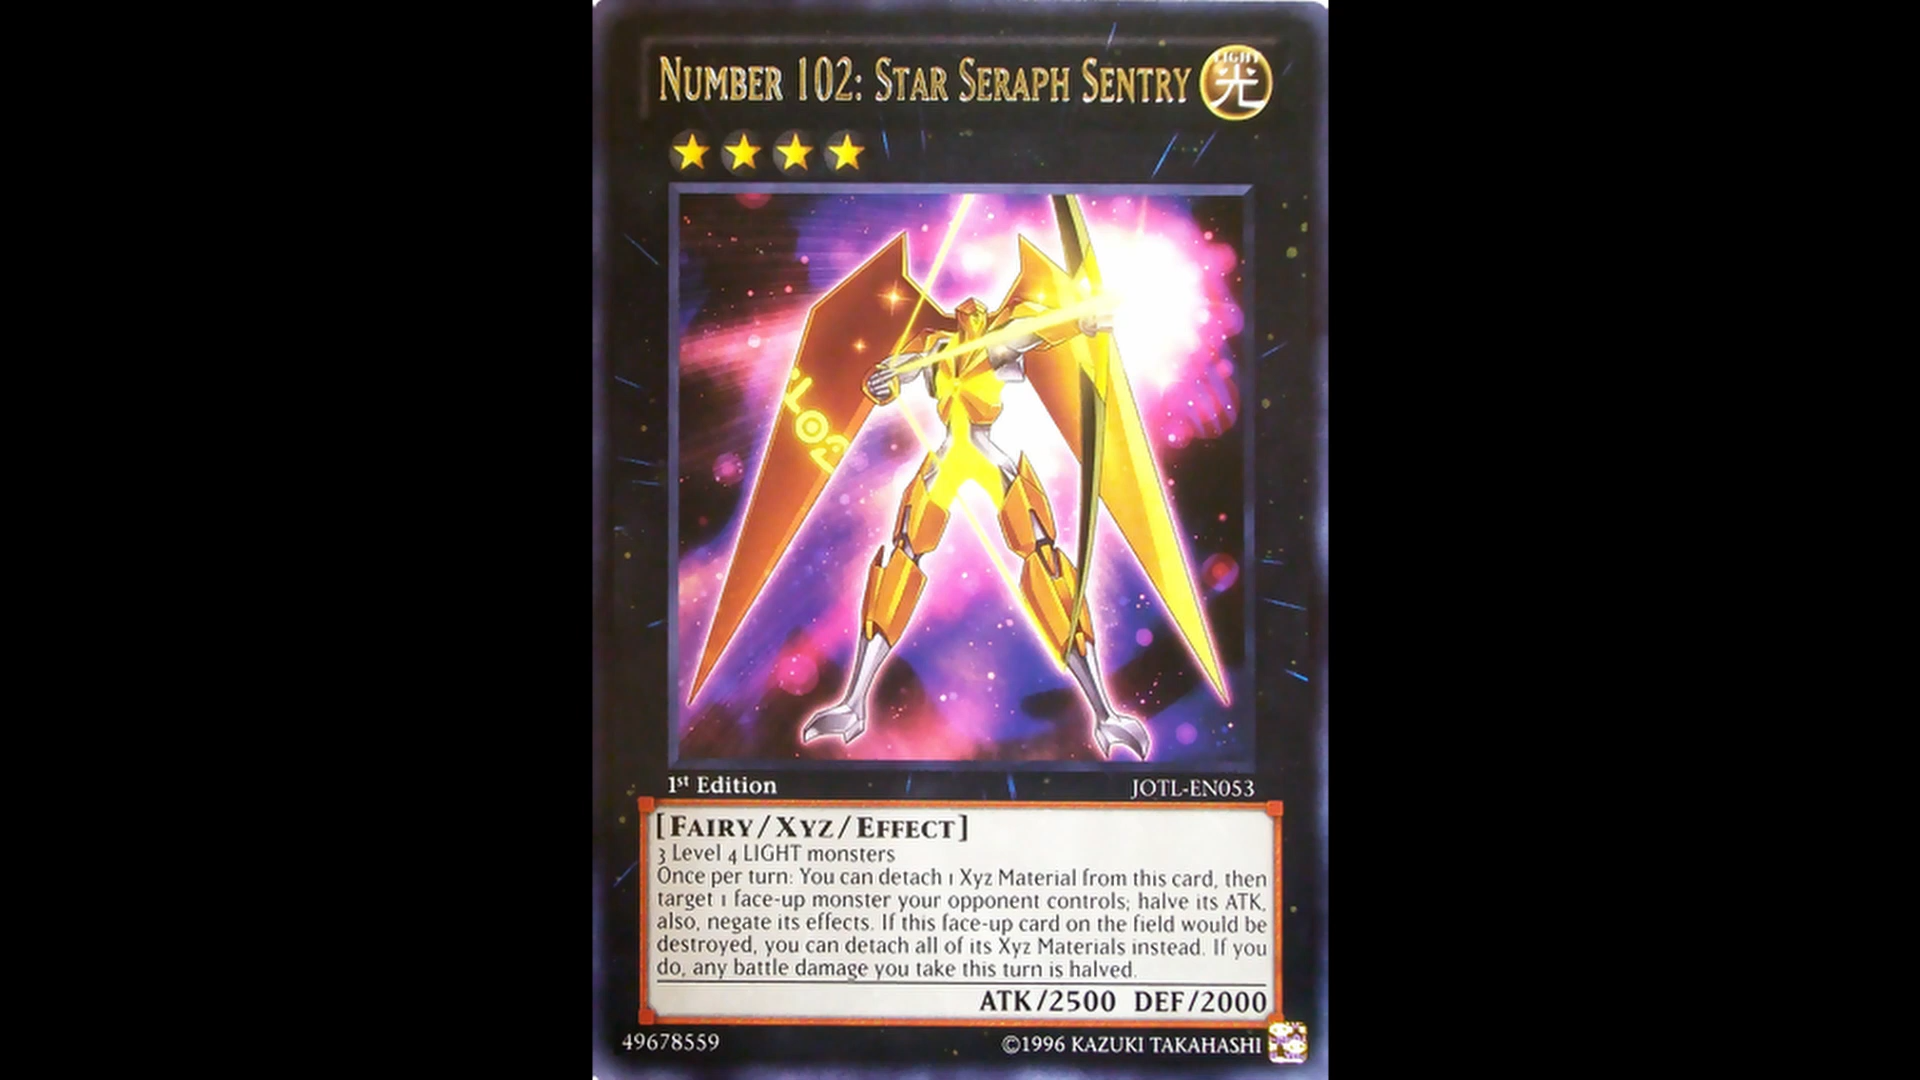 NUMBER 102: STAR SERAPH SENTRY
LIGHT
光
102
1st Edition
JOTL-EN053
[FAIRY/XYZ/EFFECT]
3 Level 4 LIGHT monsters
Once per turn: You can detach 1 Xyz Material from this card, then
target 1 face-up monster your opponent controls; halve its ATK,
also, negate its effects. If this face-up card on the field would be
destroyed, you can detach all of its Xyz Materials instead. If you
do, any battle damage you take this turn is halved.
ATK/2500 DEF/2000
49678559
©1996 KAZUKI TAKAHASHI